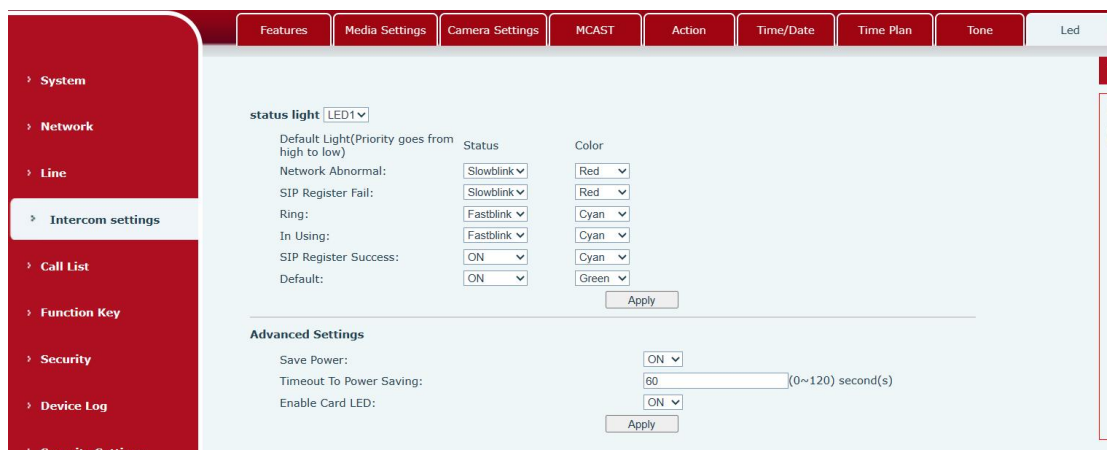 Features Media Settings Camera Settings MCAST Action Time/Date Time Plan Tone Led
System
Network
Line
Intercom settings
Call List
Function Key
Security
Device Log
status light LED1
Default Light(Priority goes from
high to low) Status Color
Network Abnormal: Slowblink Red
SIP Register Fail: Slowblink Red
Ring: Fastblink Cyan
In Using: Fastblink Cyan
SIP Register Success: ON Cyan
Default: ON Green
Apply
Advanced Settings
Save Power: ON
Timeout To Power Saving: 60 (0~120) second(s)
Enable Card LED: ON
Apply